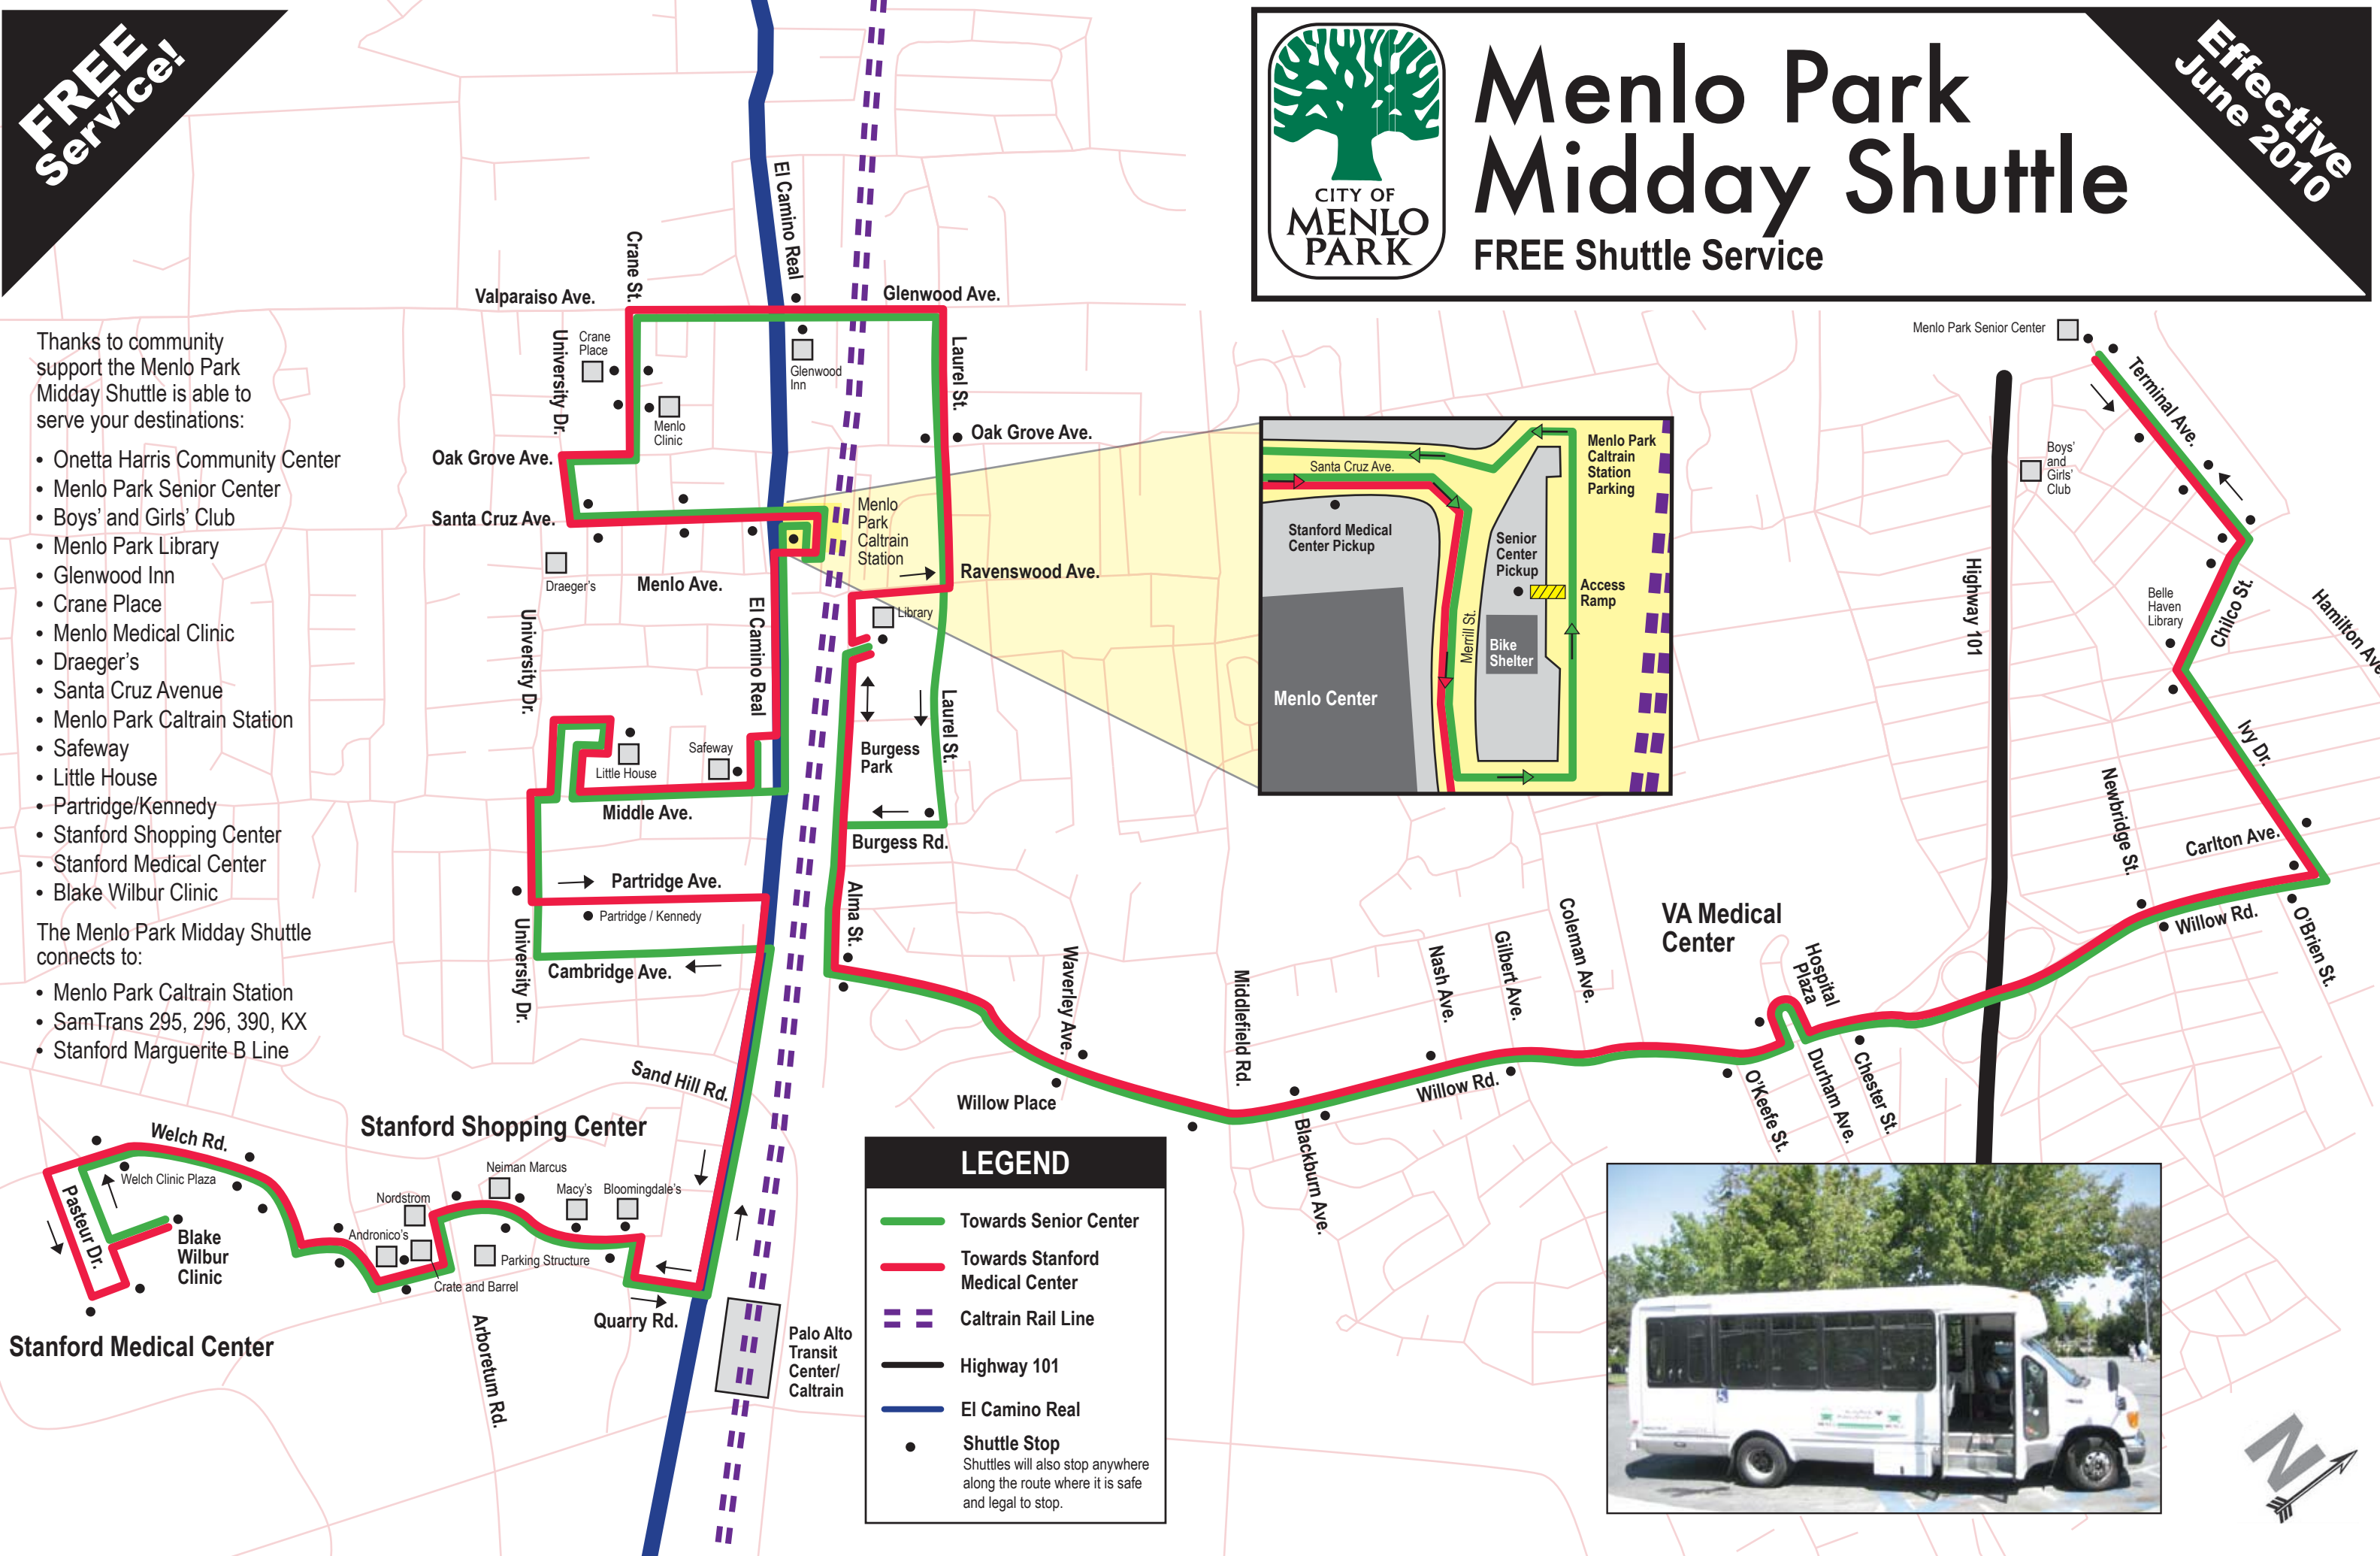 FREE
Service!
CITY OF
MENLO
PARK
Menlo Park
Midday Shuttle
FREE Shuttle Service
Effective
June 2010
Thanks to community
support the Menlo Park
Midday Shuttle is able to
serve your destinations:
• Onetta Harris Community Center
• Menlo Park Senior Center
• Boys' and Girls' Club
• Menlo Park Library
• Glenwood Inn
• Crane Place
• Menlo Medical Clinic
• Draeger's
• Santa Cruz Avenue
• Menlo Park Caltrain Station
• Safeway
• Little House
• Partridge/Kennedy
• Stanford Shopping Center
• Stanford Medical Center
• Blake Wilbur Clinic
The Menlo Park Midday Shuttle
connects to:
• Menlo Park Caltrain Station
• SamTrans 295, 296, 390, KX
• Stanford Marguerite B Line
El Camino Real
Crane St.
Valparaiso Ave.
Glenwood Ave.
University Dr.
Crane
Place
Glenwood
Inn
Laurel St.
Menlo
Clinic
Oak Grove Ave.
Oak Grove Ave.
Santa Cruz Ave.
Menlo
Park
Caltrain
Station
Draeger's
Menlo Ave.
Ravenswood Ave.
University Dr.
El Camino Real
Library
Laurel St.
Safeway
Little House
Burgess
Park
Middle Ave.
Burgess Rd.
Partridge Ave.
Partridge / Kennedy
Alma St.
University Dr.
Cambridge Ave.
Sand Hill Rd.
Stanford Shopping Center
Welch Rd.
Welch Clinic Plaza
Pasteur Dr.
Blake
Wilbur
Clinic
Stanford Medical Center
Neiman Marcus
Macy's
Bloomingdale's
Nordstrom
Andronico's
Parking Structure
Crate and Barrel
Quarry Rd.
Arboretum Rd.
Palo Alto
Transit
Center/
Caltrain
Santa Cruz Ave.
Menlo Park
Caltrain
Station
Parking
Stanford Medical
Center Pickup
Senior
Center
Pickup
Access
Ramp
Merrill St.
Bike
Shelter
Menlo Center
Menlo Park Senior Center
Terminal Ave.
Boys'
and
Girls'
Club
Highway 101
Belle
Haven
Library
Chilco St.
Hamilton Ave
Ivy Dr.
Newbridge St.
Carlton Ave.
Willow Rd.
O'Brien St.
VA Medical
Center
Hospital
Plaza
Coleman Ave.
Gilbert Ave.
Nash Ave.
Middlefield Rd.
Waverley Ave.
Willow Place
Willow Rd.
Blackburn Ave.
O'Keefe St.
Durham Ave.
Chester St.
LEGEND
Towards Senior Center
Towards Stanford
Medical Center
Caltrain Rail Line
Highway 101
El Camino Real
Shuttle Stop
Shuttles will also stop anywhere
along the route where it is safe
and legal to stop.
N